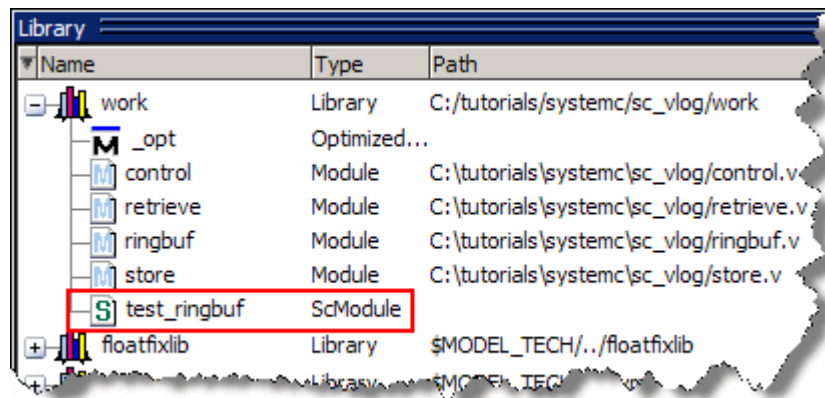 Library
Name Type Path
work Library C:/tutorials/systemc/sc_vlog/work
M _opt Optimized...
M control Module C:\tutorials\systemc\sc_vlog/control.v
M retrieve Module C:\tutorials\systemc\sc_vlog/retrieve.v
M ringbuf Module C:\tutorials\systemc\sc_vlog/ringbuf.v
M store Module C:\tutorials\systemc\sc_vlog/store.v
S test_ringbuf ScModule
floatfixlib Library $MODEL_TECH/../floatfixlib
Library